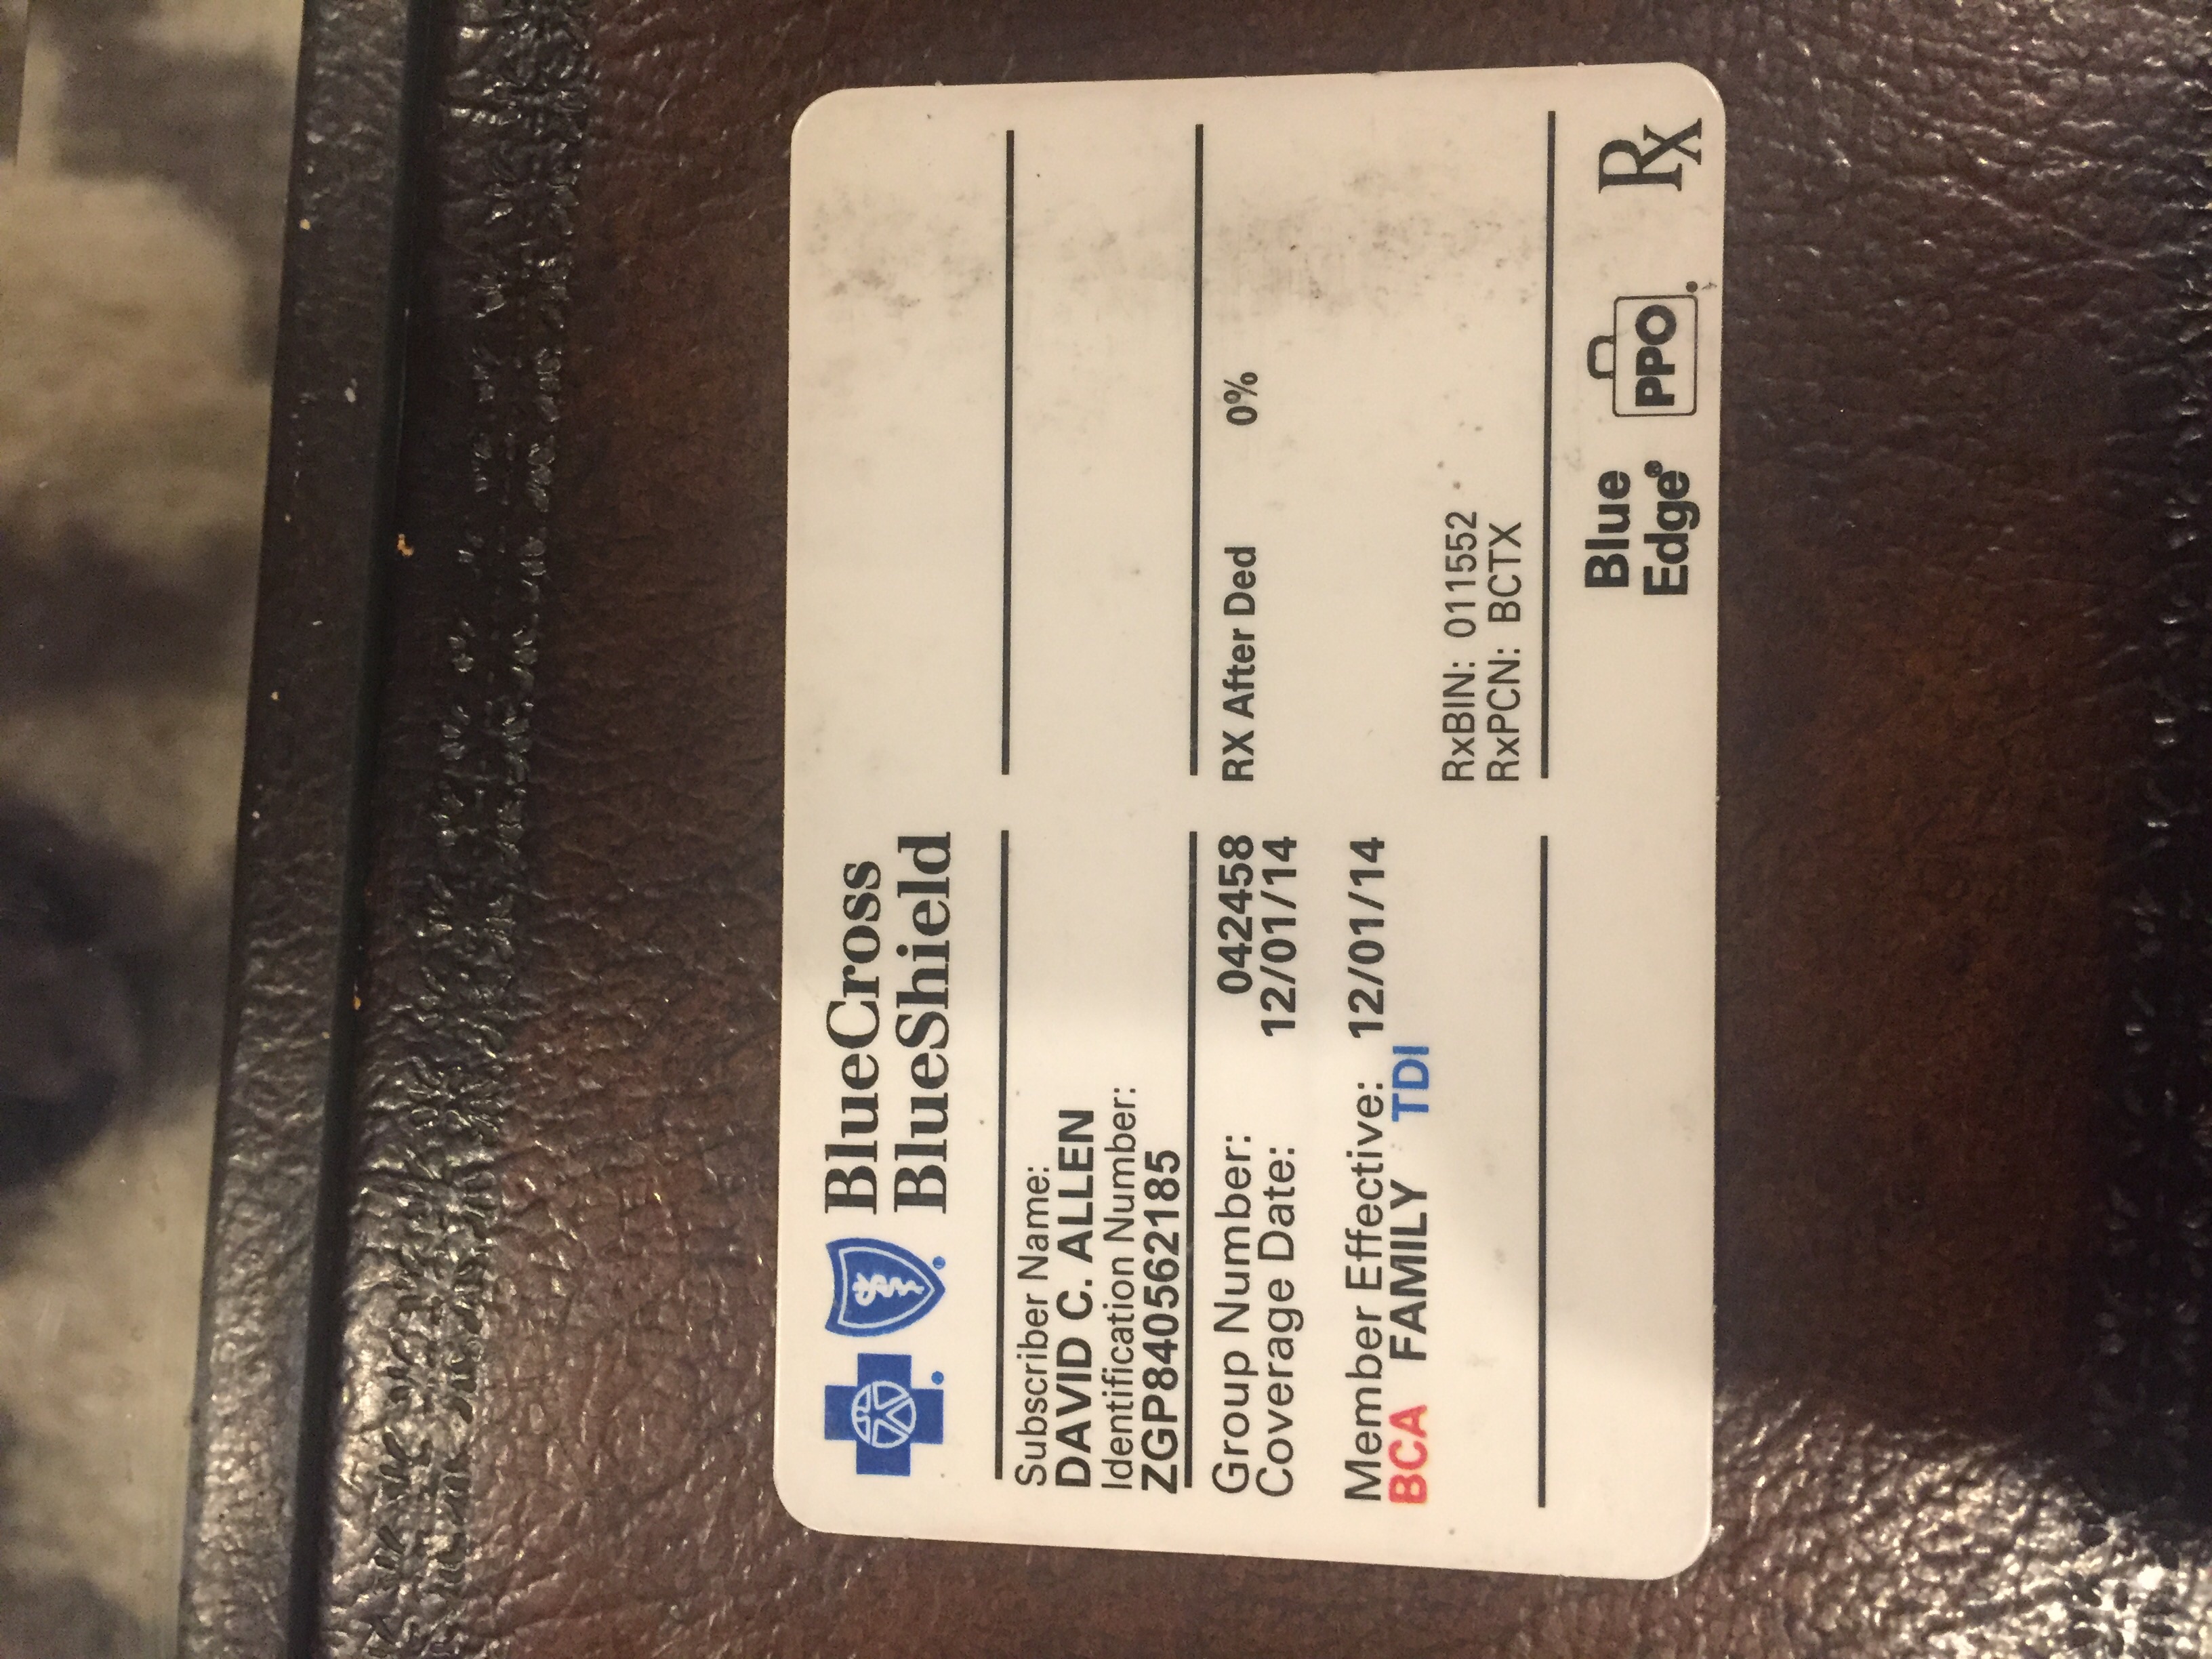 BlueCross
BlueShield
Subscriber Name:
DAVID C. ALLEN
Identification Number:
ZGP840562185
Group Number: 042458
Coverage Date: 12/01/14
Member Effective: 12/01/14
BCA FAMILY TDI
RX After Ded 0%
RxBIN: 011552
RxPCN: BCTX
Blue
Edge®
PPO
Rx